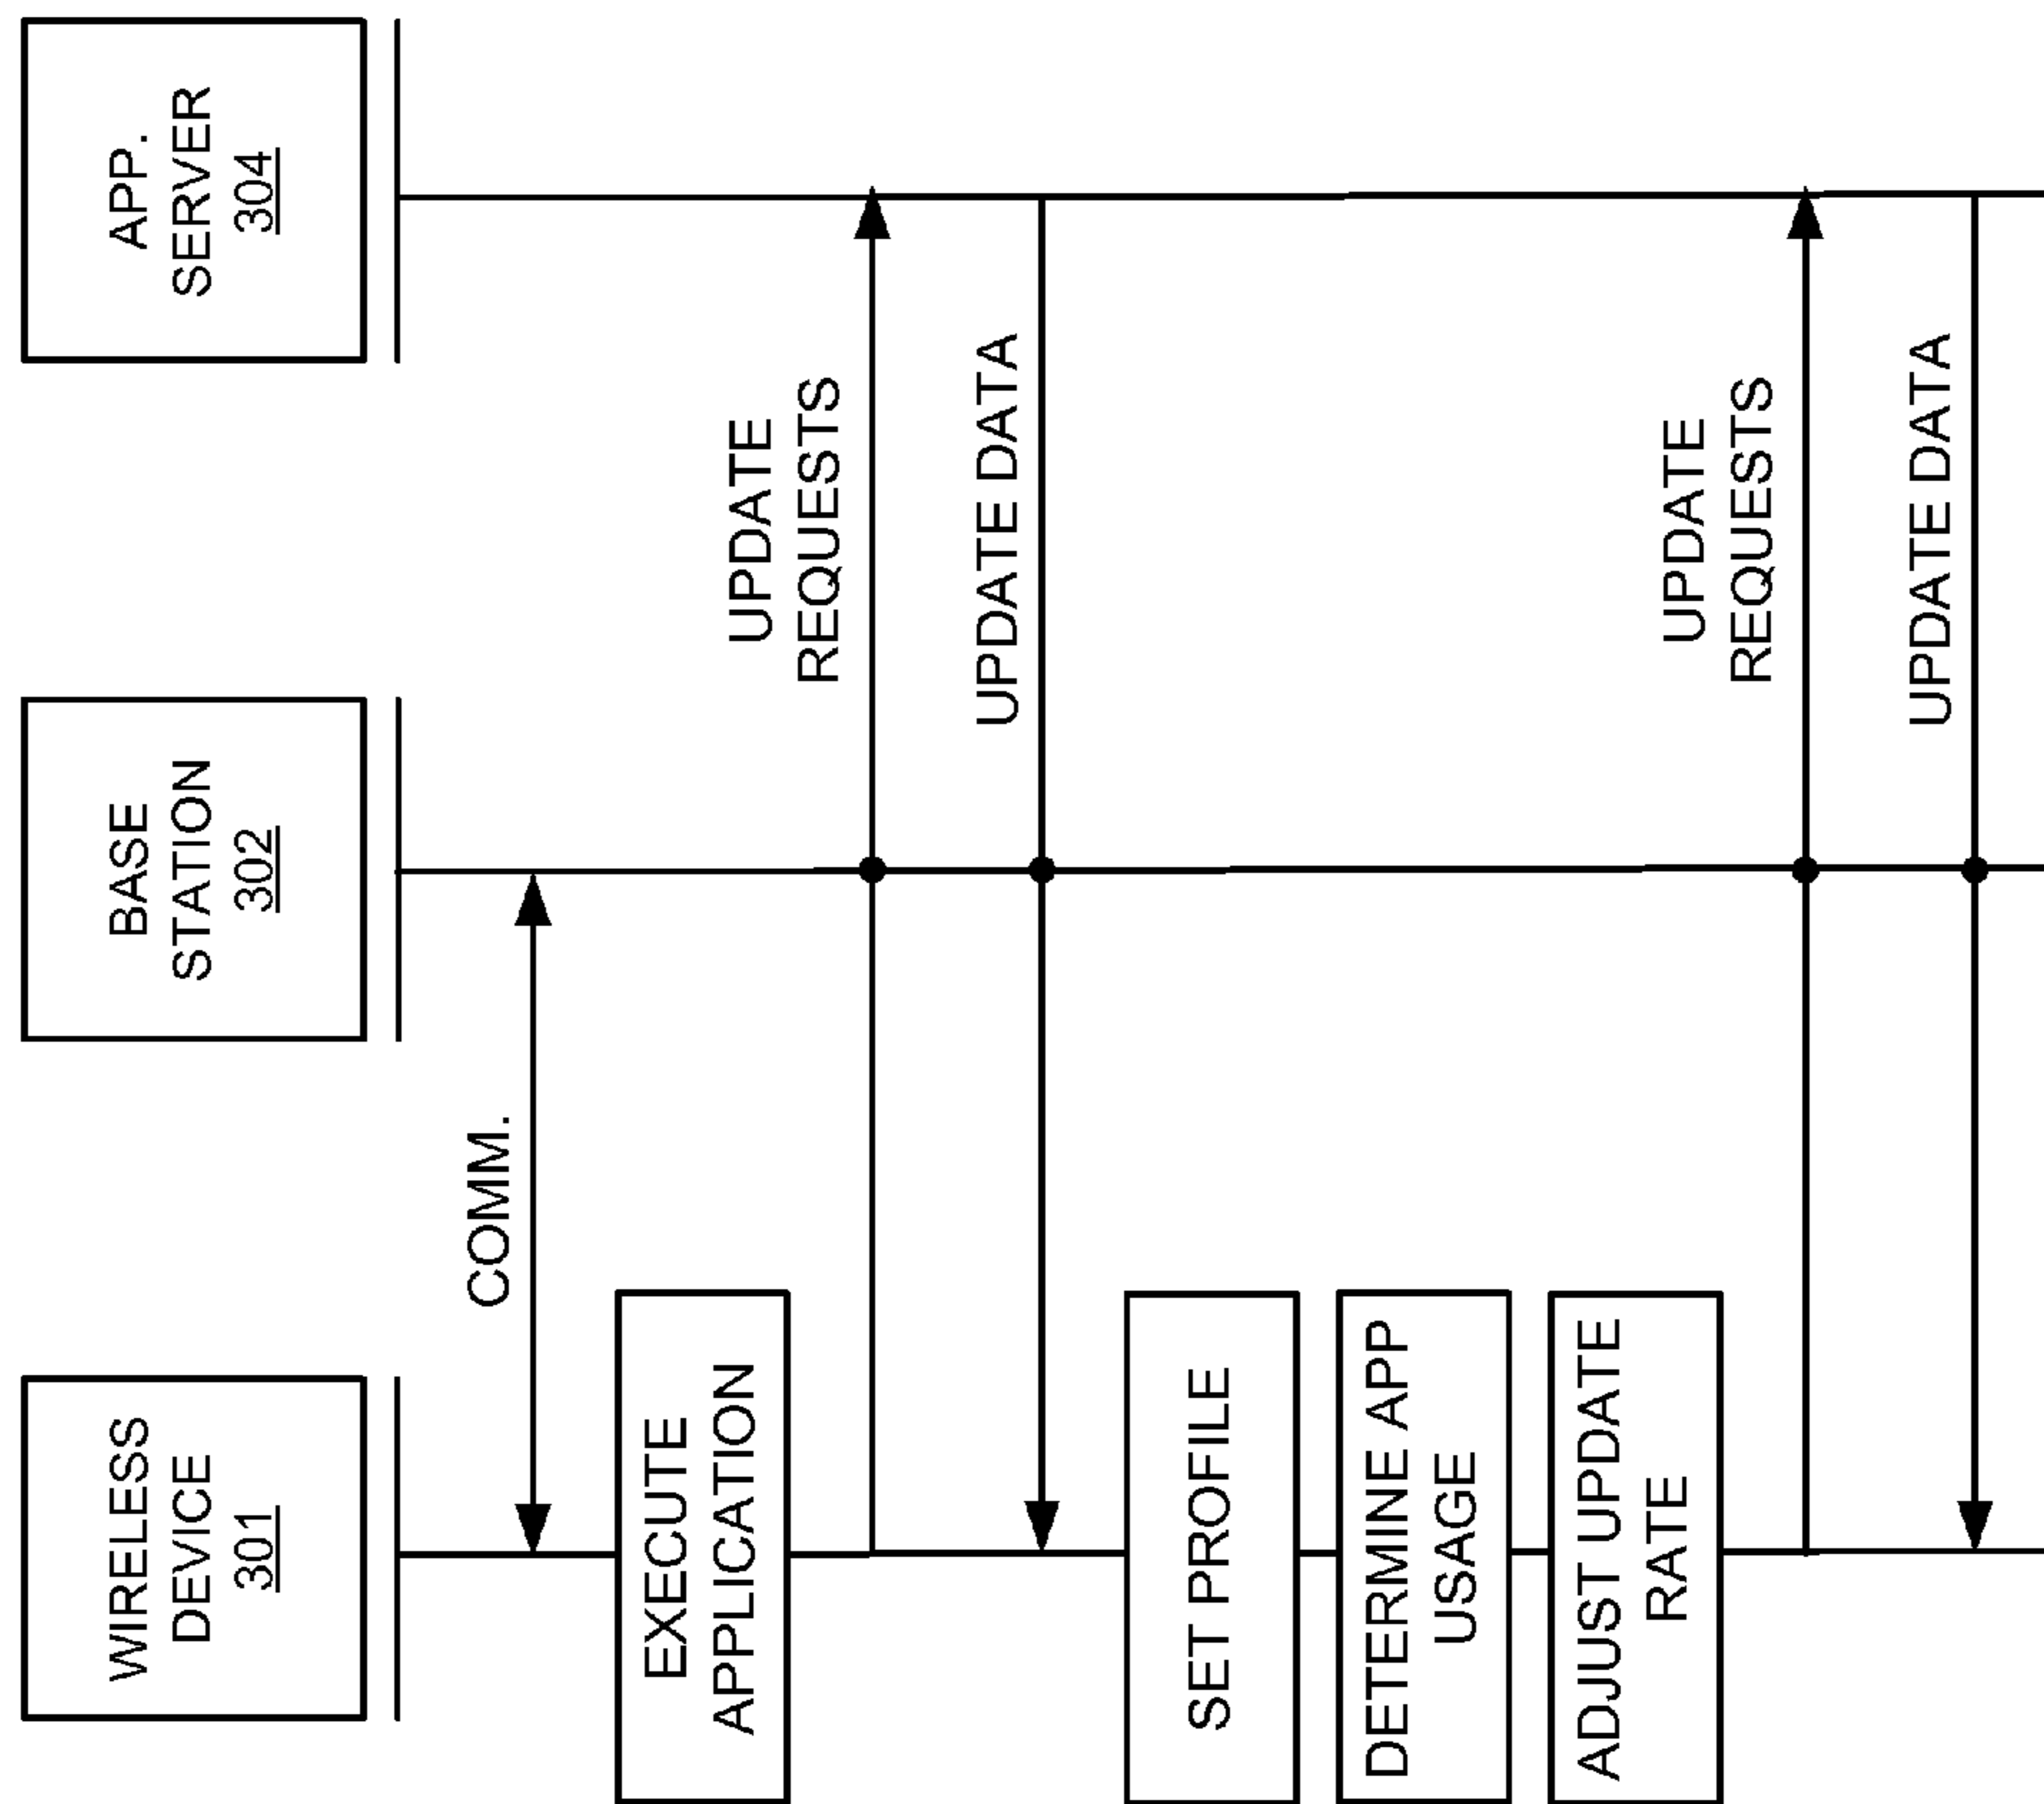 WIRELESS
DEVICE
301
BASE
STATION
302
APP.
SERVER
304
COMM.
EXECUTE
APPLICATION
UPDATE
REQUESTS
UPDATE DATA
SET PROFILE
DETERMINE APP
USAGE
ADJUST UPDATE
RATE
UPDATE
REQUESTS
UPDATE DATA